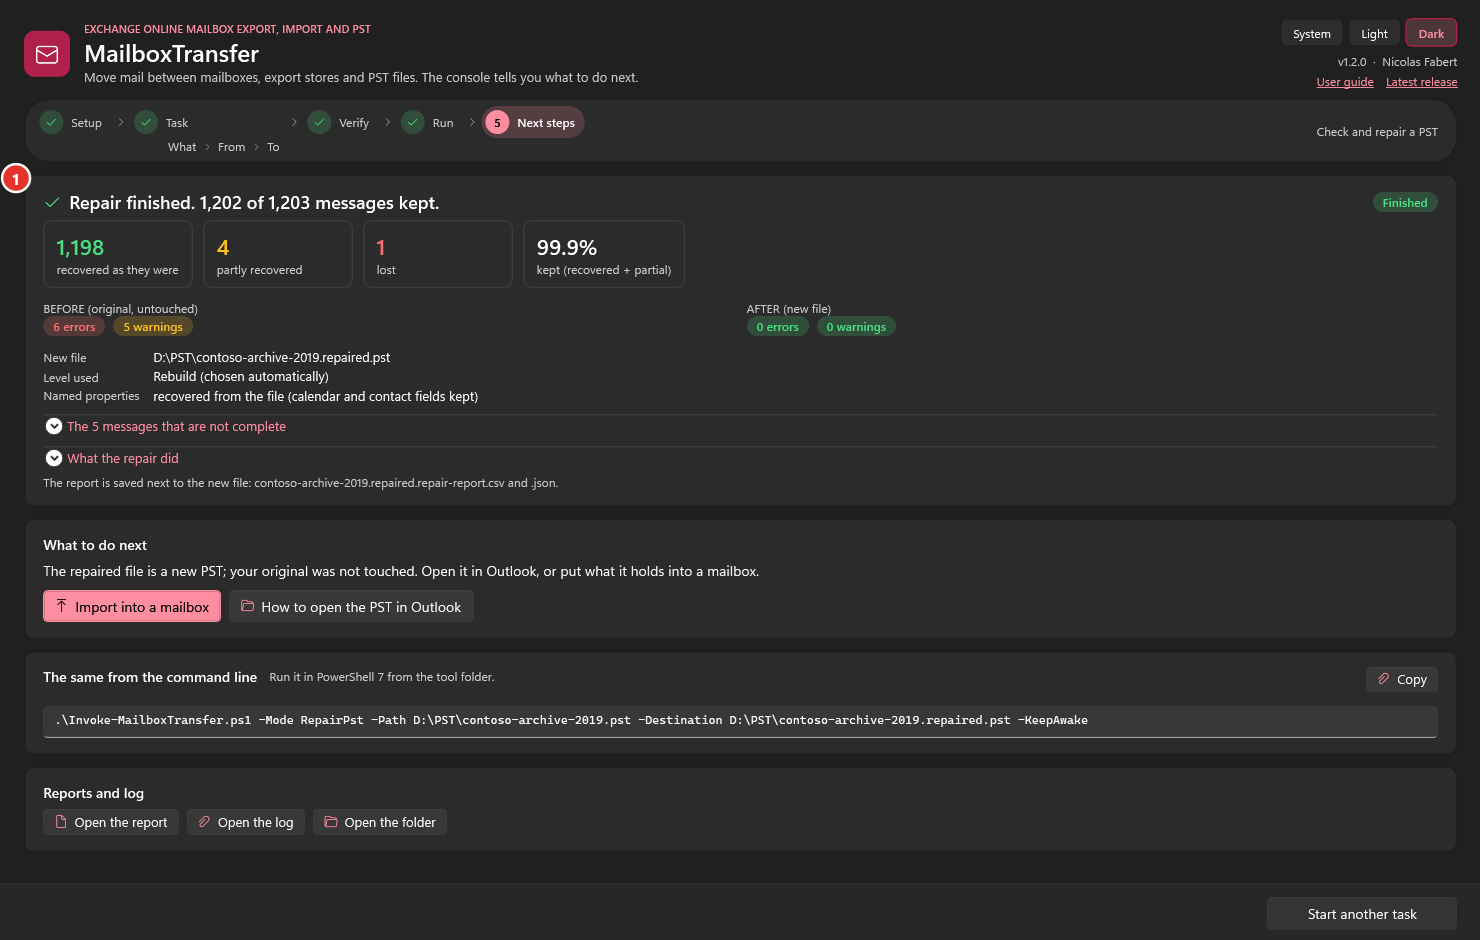 EXCHANGE ONLINE MAILBOX EXPORT, IMPORT AND PST
MailboxTransfer
Move mail between mailboxes, export stores and PST files. The console tells you what to do next.
System
Light
Dark
v1.2.0 · Nicolas Fabert
User guide
Latest release
Setup
Task
Verify
Run
5
Next steps
What
From
To
Check and repair a PST
1
Repair finished. 1,202 of 1,203 messages kept.
Finished
1,198
recovered as they were
4
partly recovered
1
lost
99.9%
kept (recovered + partial)
BEFORE (original, untouched)
6 errors
5 warnings
AFTER (new file)
0 errors
0 warnings
New file
D:\PST\contoso-archive-2019.repaired.pst
Level used
Rebuild (chosen automatically)
Named properties
recovered from the file (calendar and contact fields kept)
The 5 messages that are not complete
What the repair did
The report is saved next to the new file: contoso-archive-2019.repaired.repair-report.csv and .json.
What to do next
The repaired file is a new PST; your original was not touched. Open it in Outlook, or put what it holds into a mailbox.
Import into a mailbox
How to open the PST in Outlook
The same from the command line
Run it in PowerShell 7 from the tool folder.
Copy
.\Invoke-MailboxTransfer.ps1 -Mode RepairPst -Path D:\PST\contoso-archive-2019.pst -Destination D:\PST\contoso-archive-2019.repaired.pst -KeepAwake
Reports and log
Open the report
Open the log
Open the folder
Start another task